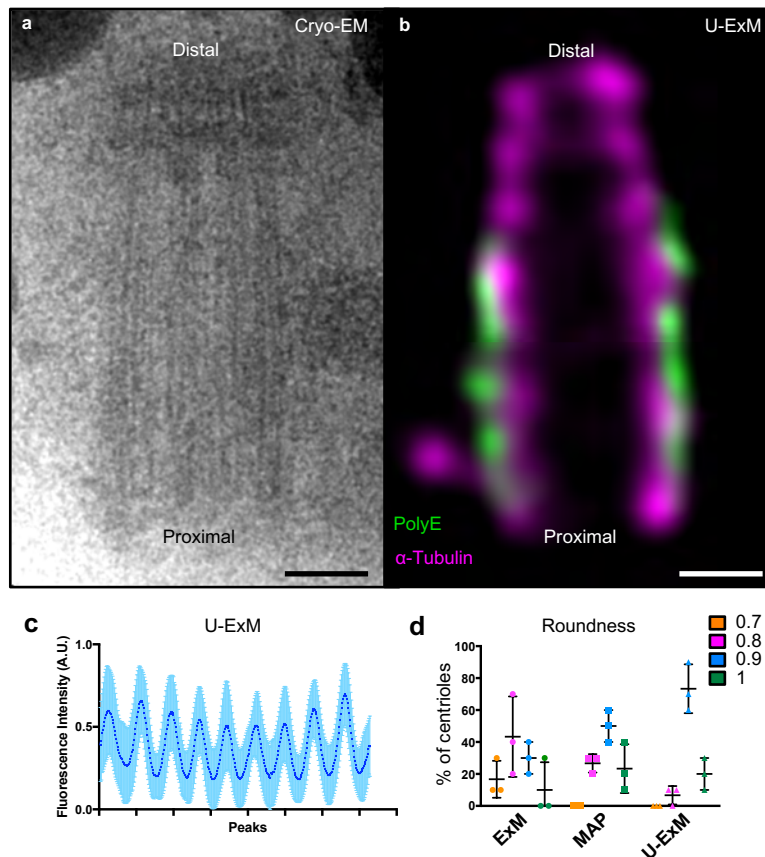 a
Cryo-EM
Distal
Proximal
b
U-ExM
Distal
PolyE
α-Tubulin
Proximal
c
U-ExM
Fluorescence Intensity (A.U.)
1.0
0.5
0.0
Peaks
d
Roundness
0.7
0.8
0.9
1
% of centrioles
100
80
60
40
20
0
ExM
MAP
U-ExM